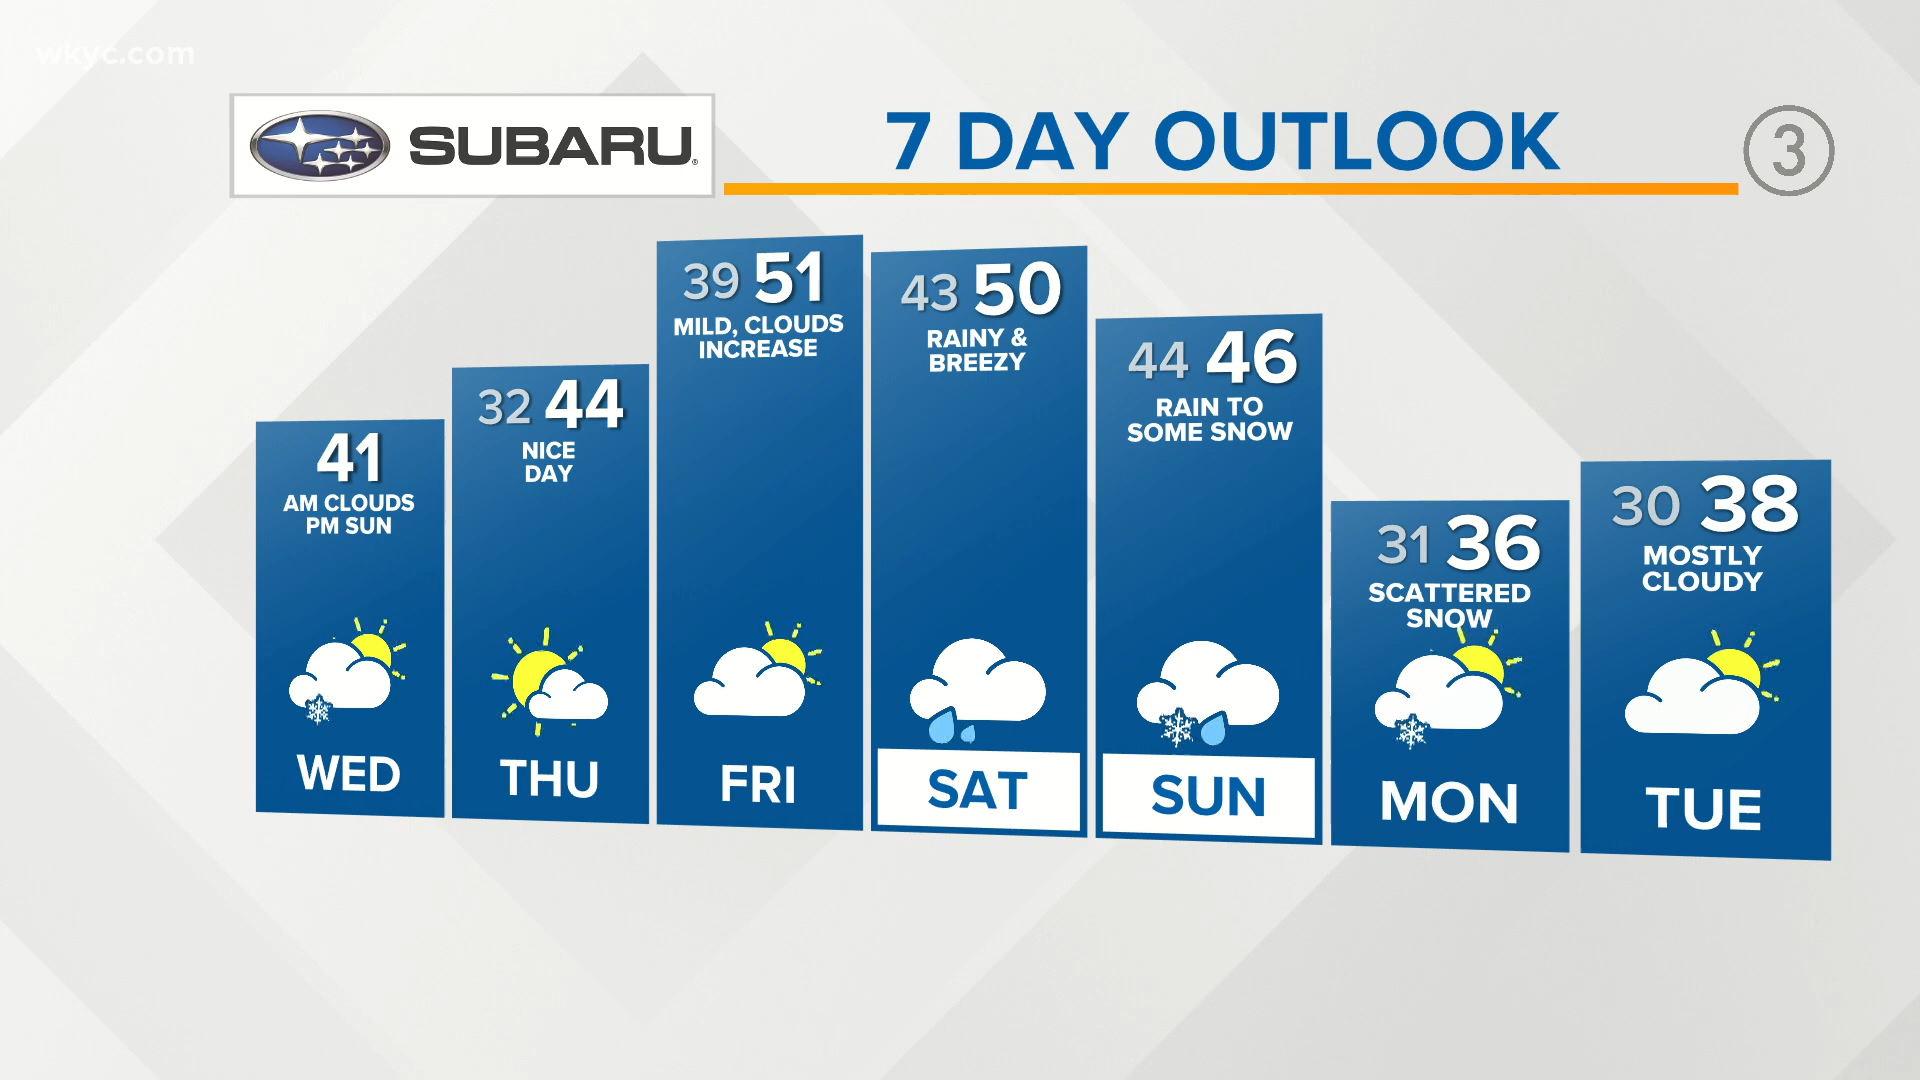 wkyc.com
SUBARU®
7 DAY OUTLOOK
3
41
AM CLOUDS
PM SUN
WED
32 44
NICE
DAY
THU
39 51
MILD, CLOUDS
INCREASE
FRI
43 50
RAINY &
BREEZY
SAT
44 46
RAIN TO
SOME SNOW
SUN
31 36
SCATTERED
SNOW
MON
30 38
MOSTLY
CLOUDY
TUE